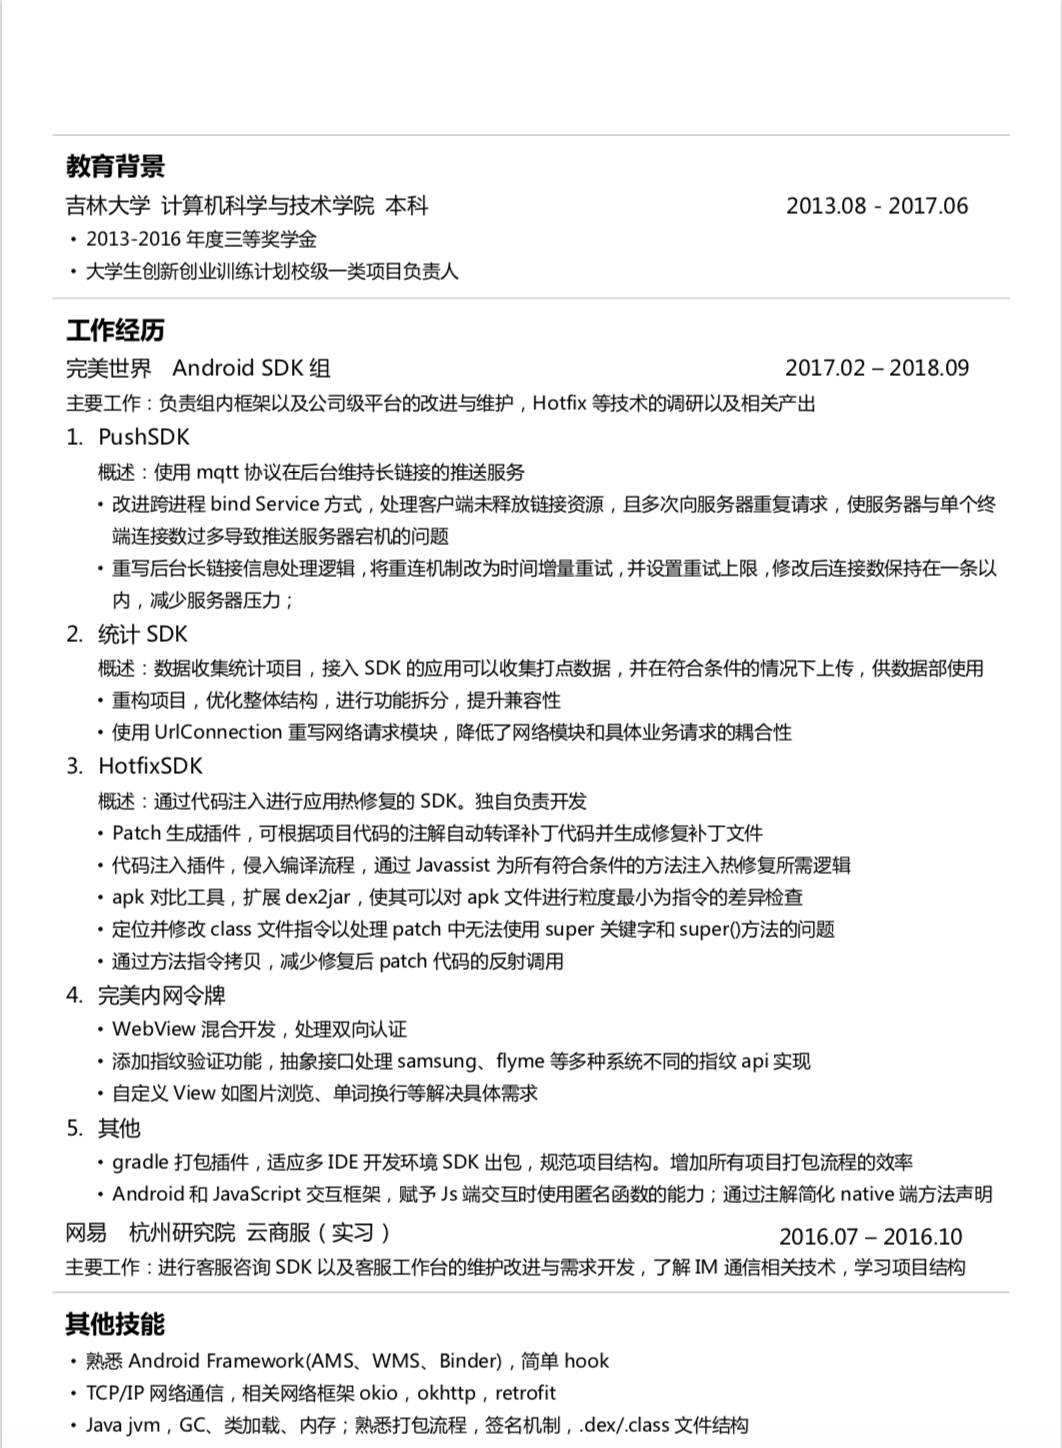 教育背景
吉林大学 计算机科学与技术学院 本科 2013.08 - 2017.06
• 2013-2016 年度三等奖学金
• 大学生创新创业训练计划校级一类项目负责人
工作经历
完美世界 Android SDK 组 2017.02 – 2018.09
主要工作：负责组内框架以及公司级平台的改进与维护，Hotfix 等技术的调研以及相关产出
1. PushSDK
概述：使用 mqtt 协议在后台维持长链接的推送服务
• 改进跨进程 bind Service 方式，处理客户端未释放链接资源，且多次向服务器重复请求，使服务器与单个终
端连接数过多导致推送服务器宕机的问题
• 重写后台长链接信息处理逻辑，将重连机制改为时间增量重试，并设置重试上限，修改后连接数保持在一条以
内，减少服务器压力；
2. 统计 SDK
概述：数据收集统计项目，接入 SDK 的应用可以收集打点数据，并在符合条件的情况下上传，供数据部使用
• 重构项目，优化整体结构，进行功能拆分，提升兼容性
• 使用 UrlConnection 重写网络请求模块，降低了网络模块和具体业务请求的耦合性
3. HotfixSDK
概述：通过代码注入进行应用热修复的 SDK。独自负责开发
• Patch 生成插件，可根据项目代码的注解自动转译补丁代码并生成修复补丁文件
• 代码注入插件，侵入编译流程，通过 Javassist 为所有符合条件的方法注入热修复所需逻辑
• apk 对比工具，扩展 dex2jar，使其可以对 apk 文件进行粒度最小为指令的差异检查
• 定位并修改 class 文件指令以处理 patch 中无法使用 super 关键字和 super()方法的问题
• 通过方法指令拷贝，减少修复后 patch 代码的反射调用
4. 完美内网令牌
• WebView 混合开发，处理双向认证
• 添加指纹验证功能，抽象接口处理 samsung、flyme 等多种系统不同的指纹 api 实现
• 自定义 View 如图片浏览、单词换行等解决具体需求
5. 其他
• gradle 打包插件，适应多 IDE 开发环境 SDK 出包，规范项目结构。增加所有项目打包流程的效率
• Android 和 JavaScript 交互框架，赋予 Js 端交互时使用匿名函数的能力；通过注解简化 native 端方法声明
网易 杭州研究院 云商服（实习） 2016.07 – 2016.10
主要工作：进行客服咨询 SDK 以及客服工作台的维护改进与需求开发，了解 IM 通信相关技术，学习项目结构
其他技能
• 熟悉 Android Framework(AMS、WMS、Binder)，简单 hook
• TCP/IP 网络通信，相关网络框架 okio，okhttp，retrofit
• Java jvm，GC、类加载、内存；熟悉打包流程，签名机制，.dex/.class 文件结构